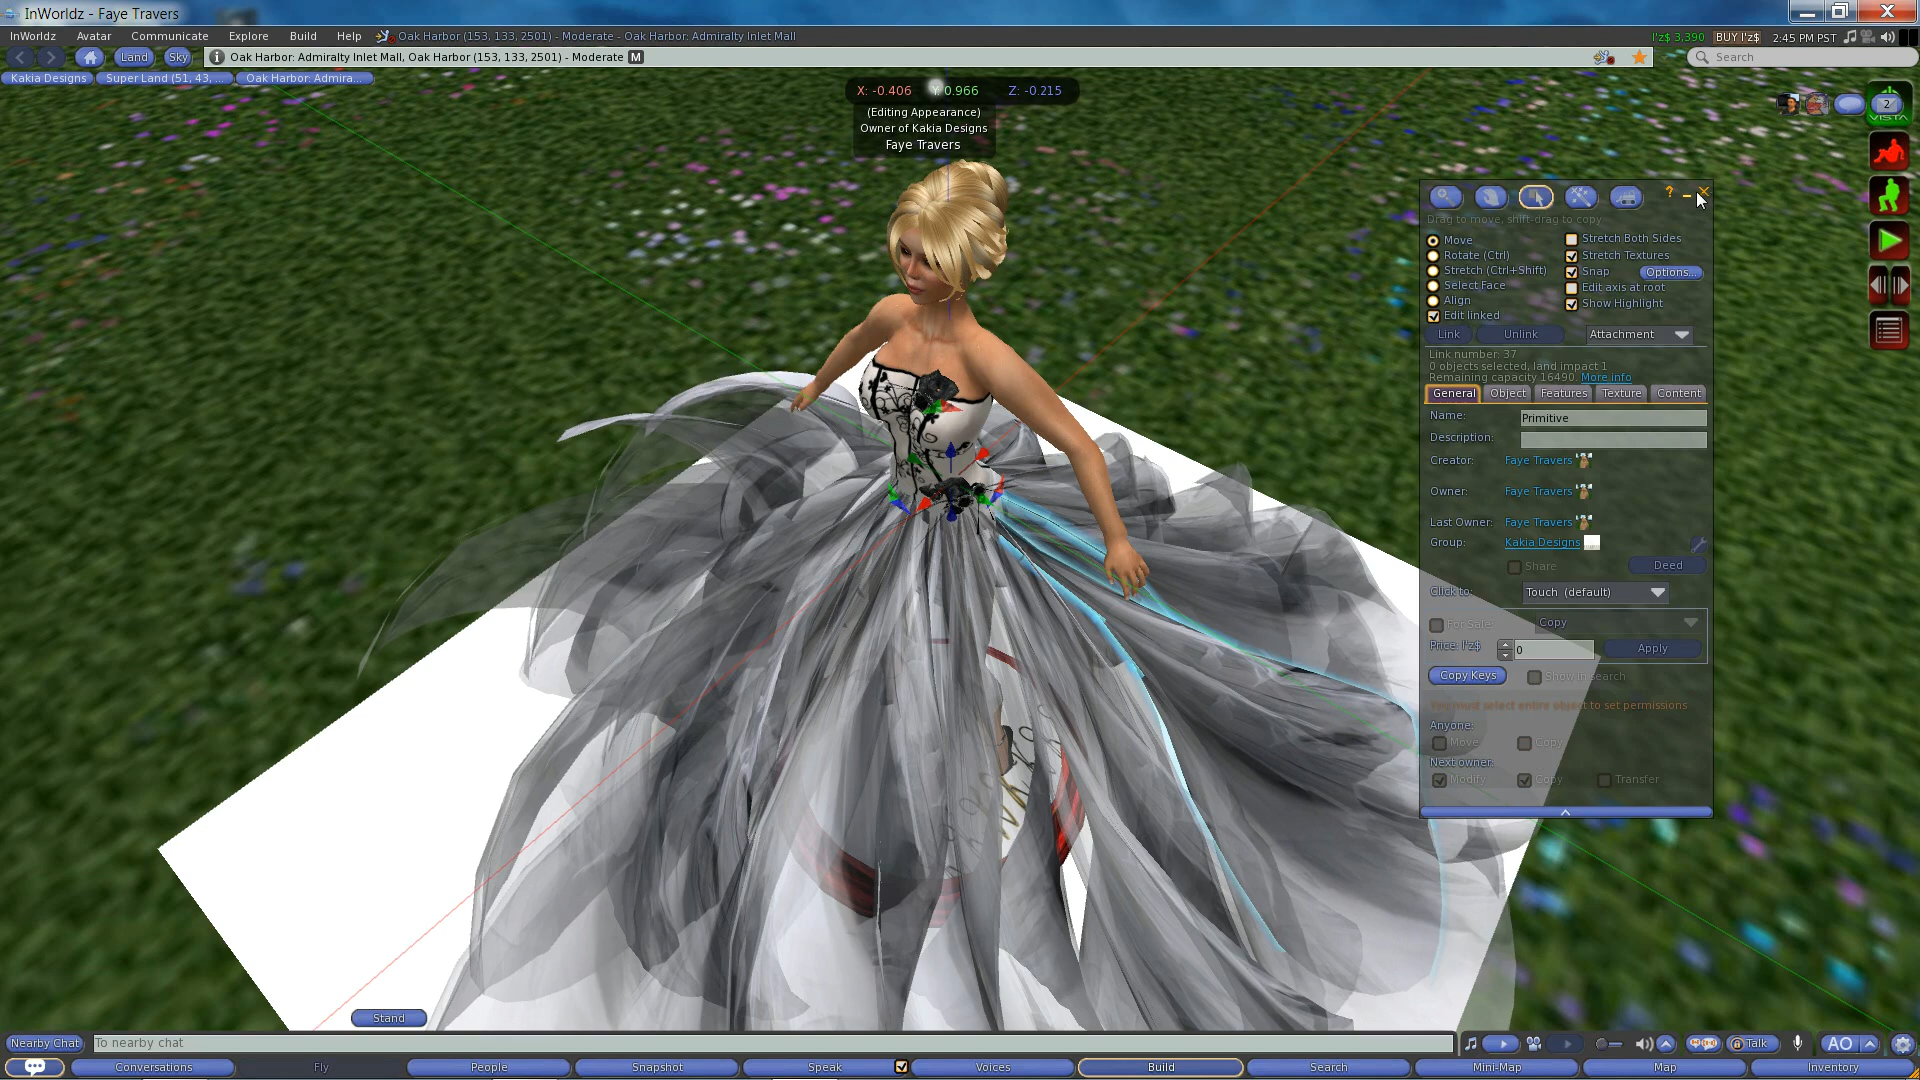 InWorldz - Faye Travers
InWorldz Avatar Communicate Explore Build Help Oak Harbor (153, 133, 2501) - Moderate - Oak Harbor: Admiralty Inlet Mall I'z$ 3,390 BUY I'z$ 2:45 PM PST
Land Sky Oak Harbor: Admiralty Inlet Mall, Oak Harbor (153, 133, 2501) - Moderate M Search
Kakia Designs Super Land (51, 43, ... Oak Harbor: Admira...
X: -0.406 Y: 0.966 Z: -0.215
(Editing Appearance)
Owner of Kakia Designs
Faye Travers
2
VISTA
?
Drag to move, shift-drag to copy
Move Stretch Both Sides
Rotate (Ctrl) Stretch Textures
Stretch (Ctrl+Shift) Snap Options...
Select Face Edit axis at root
Align Show Highlight
Edit linked
Link Unlink Attachment
Link number: 37
0 objects selected, land impact 1
Remaining capacity 16490. More info
General Object Features Texture Content
Name: Primitive
Description:
Creator: Faye Travers
Owner: Faye Travers
Last Owner: Faye Travers
Group: Kakia Designs
Share Deed
Click to: Touch (default)
For Sale: Copy
Price: I'z$ 0 Apply
Copy Keys Show in search
You must select entire object to set permissions
Anyone:
Move Copy
Next owner:
Modify Copy Transfer
Stand
Nearby Chat To nearby chat Talk AO
Conversations Fly People Snapshot Speak Voices Build Search Mini-Map Map Inventory